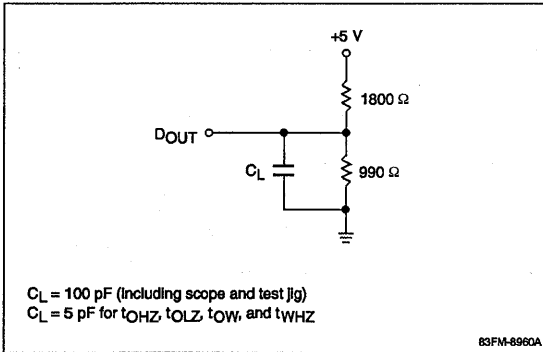 +5 V
1800 Ω
DOUT
CL
990 Ω
CL = 100 pF (Including scope and test jig)
CL = 5 pF for tOHZ, tOLZ, tOW, and tWHZ
83FM-8960A